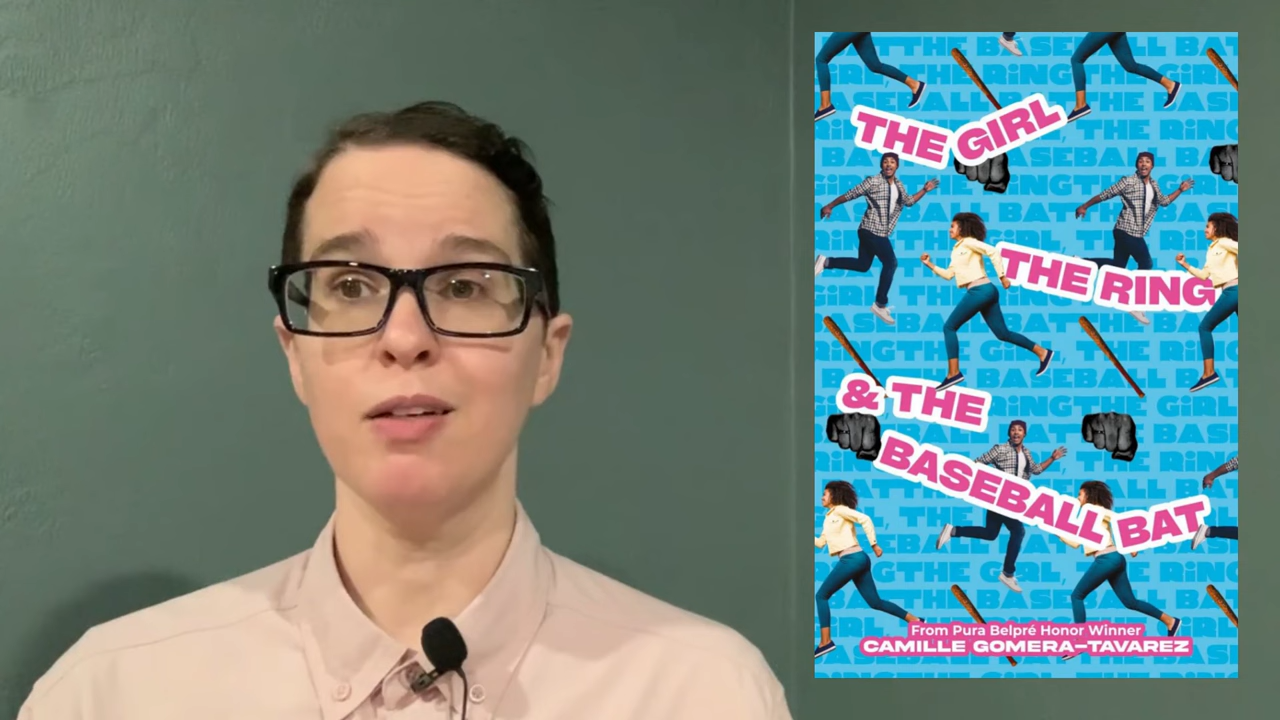 THE GIRL
THE RING
& THE
BASEBALL BAT
From Pura Belpré Honor Winner
CAMILLE GOMERA–TAVAREZ